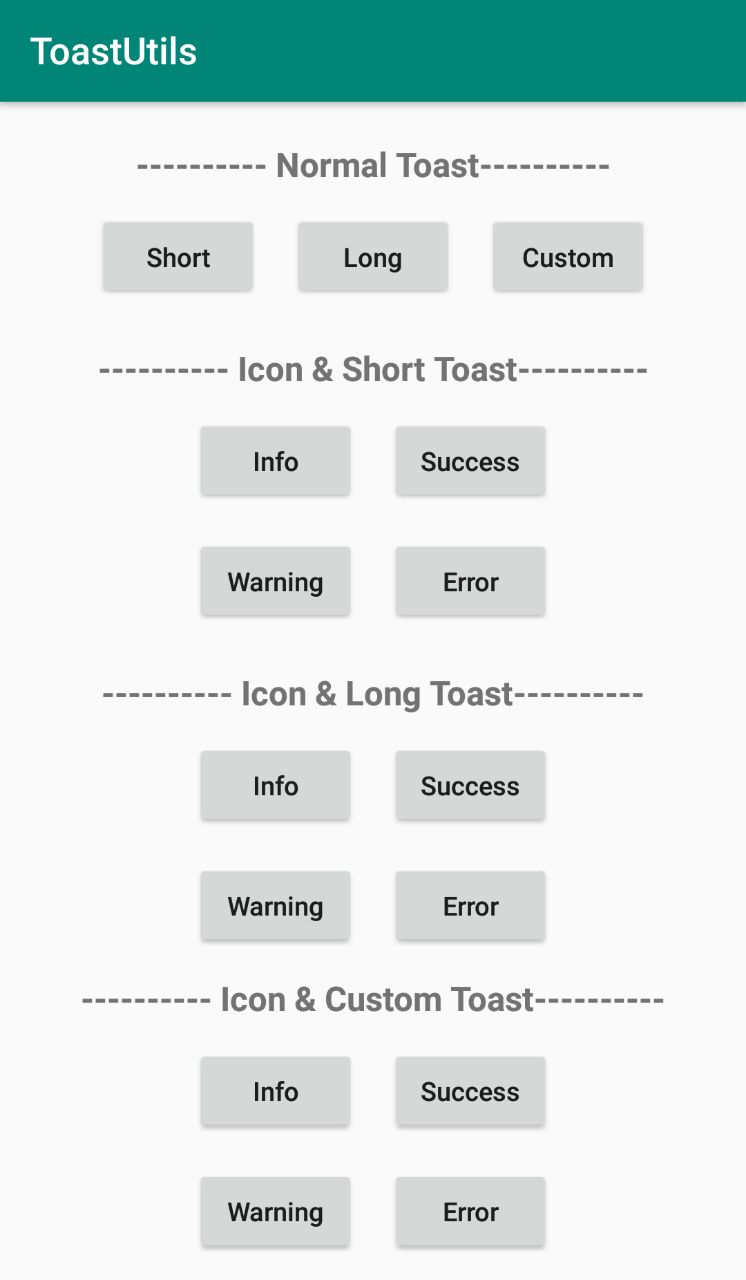 ToastUtils
---------- Normal Toast----------
Short Long Custom
---------- Icon & Short Toast----------
Info Success
Warning Error
---------- Icon & Long Toast----------
Info Success
Warning Error
---------- Icon & Custom Toast----------
Info Success
Warning Error